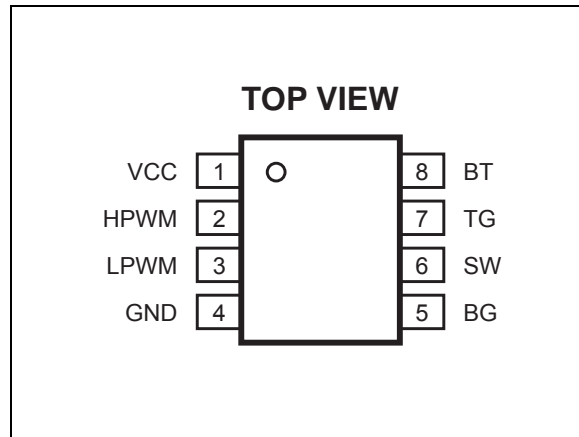 TOP VIEW
VCC 1 8 BT
HPWM 2 7 TG
LPWM 3 6 SW
GND 4 5 BG